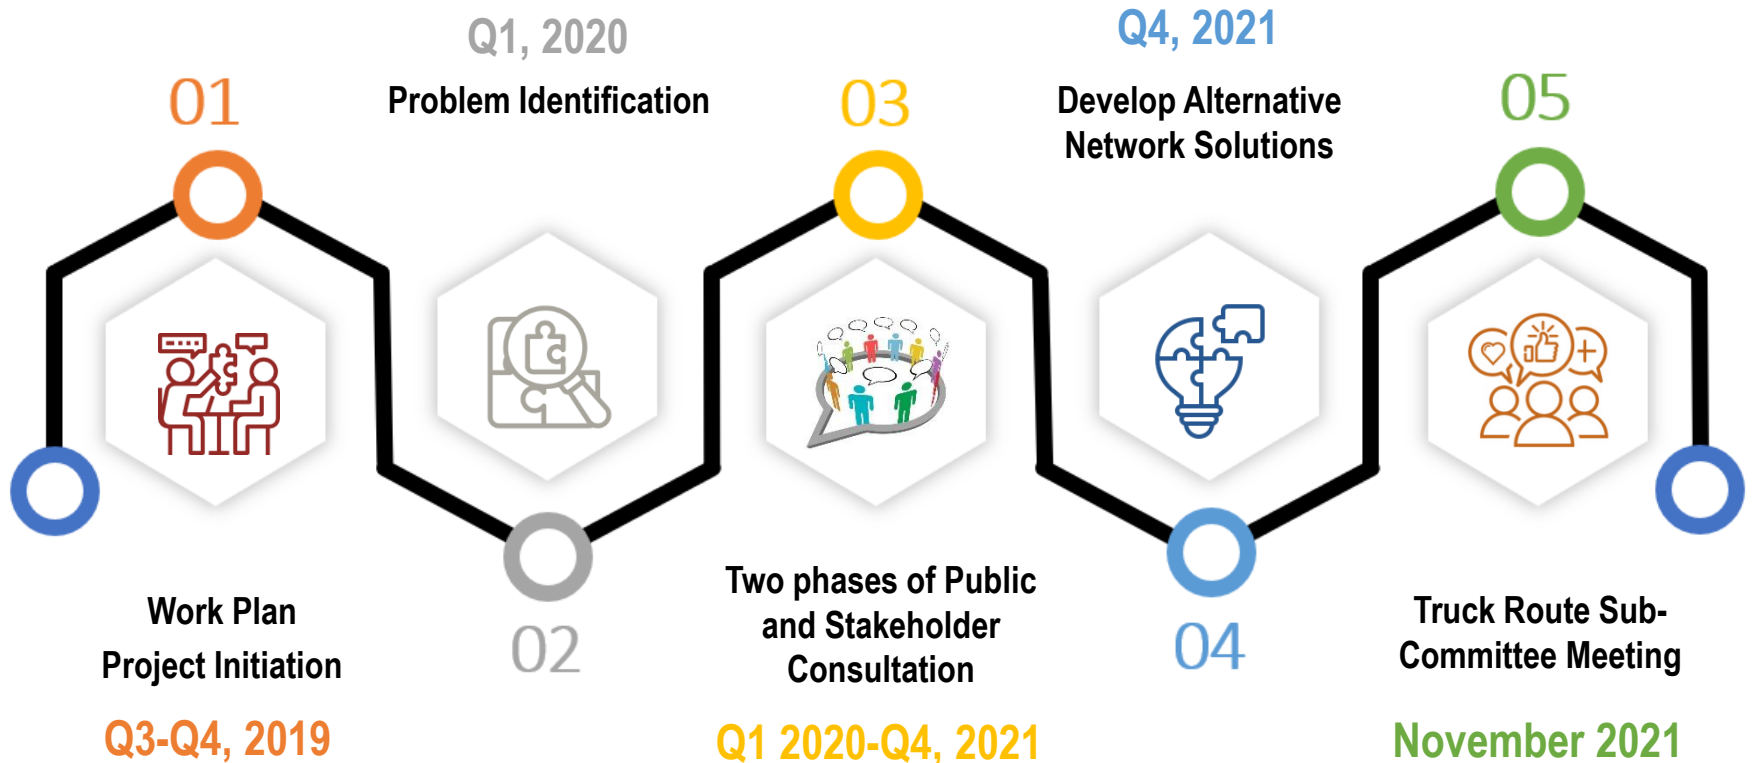 01
Work Plan
Project Initiation
Q3-Q4, 2019
Q1, 2020
Problem Identification
02
03
Two phases of Public
and Stakeholder
Consultation
Q1 2020-Q4, 2021
Q4, 2021
Develop Alternative
Network Solutions
04
05
Truck Route Sub-
Committee Meeting
November 2021